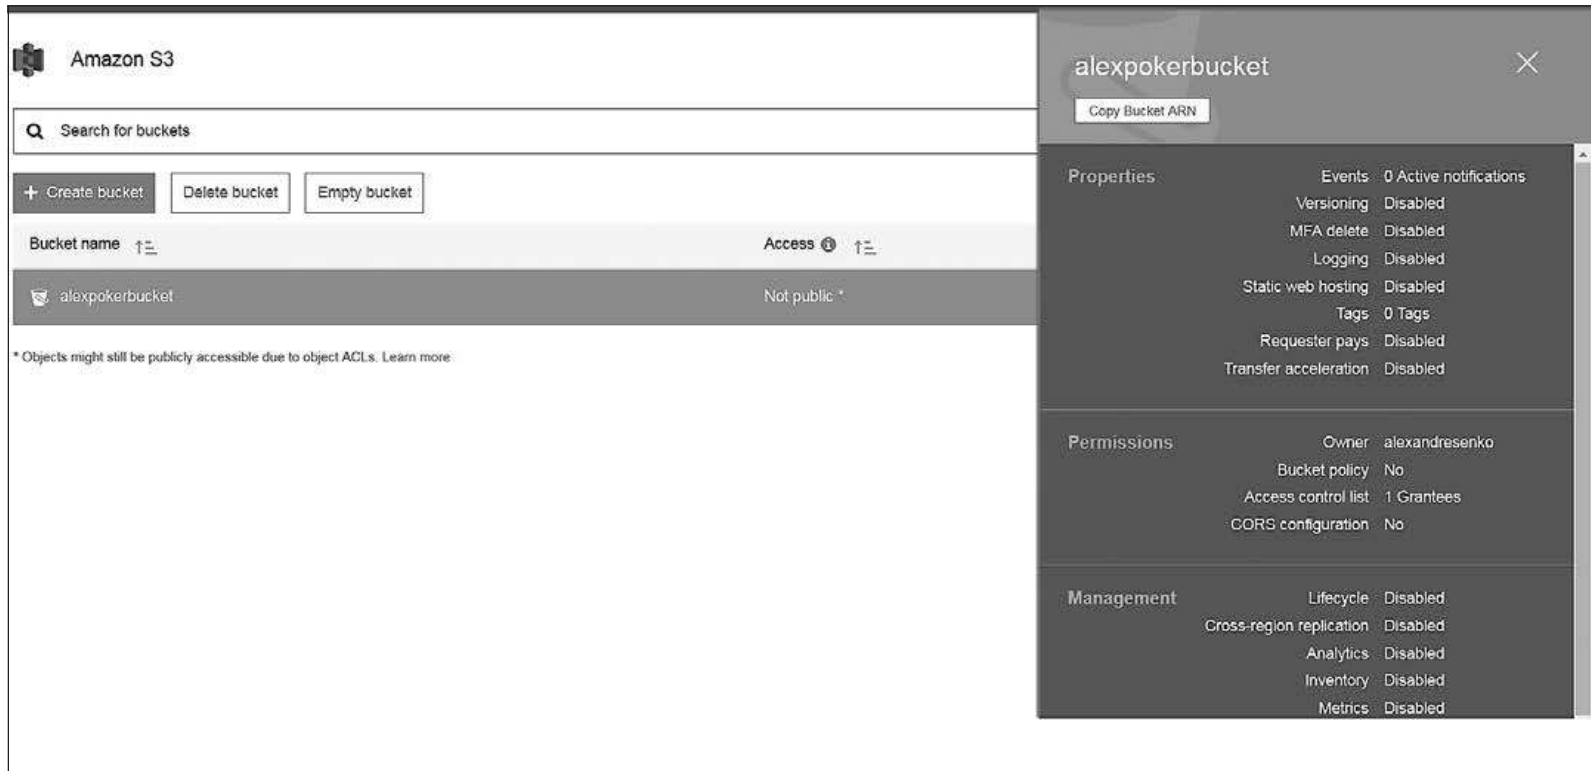 Amazon S3
Search for buckets
+ Create bucket
Delete bucket
Empty bucket
Bucket name
Access
alexpokerbucket
Not public *
* Objects might still be publicly accessible due to object ACLs. Learn more
alexpokerbucket
Copy Bucket ARN
Properties
Events 0 Active notifications
Versioning Disabled
MFA delete Disabled
Logging Disabled
Static web hosting Disabled
Tags 0 Tags
Requester pays Disabled
Transfer acceleration Disabled
Permissions
Owner alexandresenko
Bucket policy No
Access control list 1 Grantees
CORS configuration No
Management
Lifecycle Disabled
Cross-region replication Disabled
Analytics Disabled
Inventory Disabled
Metrics Disabled